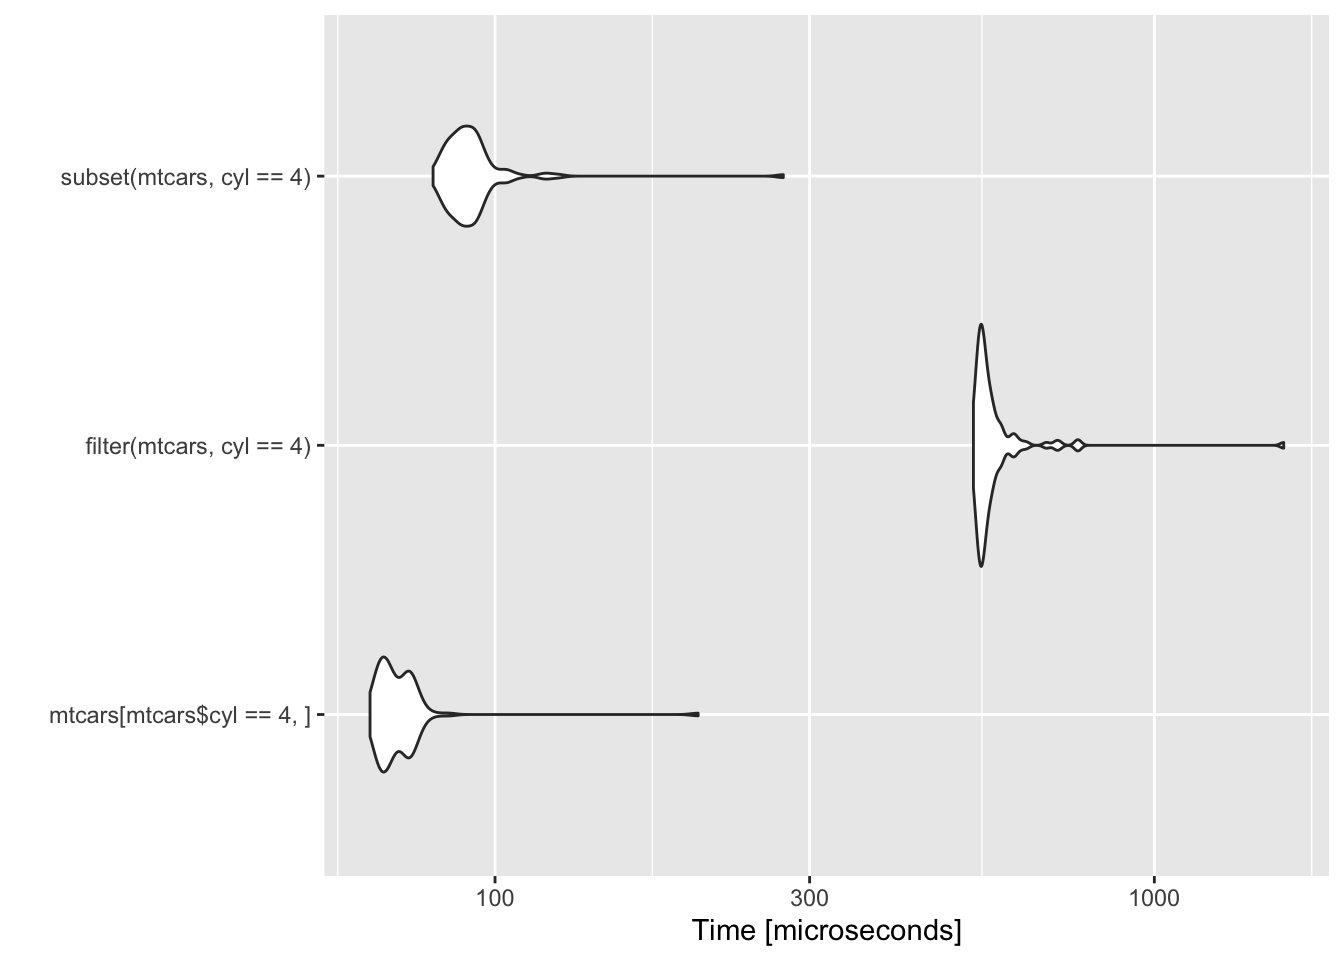 subset(mtcars, cyl == 4)
filter(mtcars, cyl == 4)
mtcars[mtcars$cyl == 4, ]
100 300 1000
Time [microseconds]